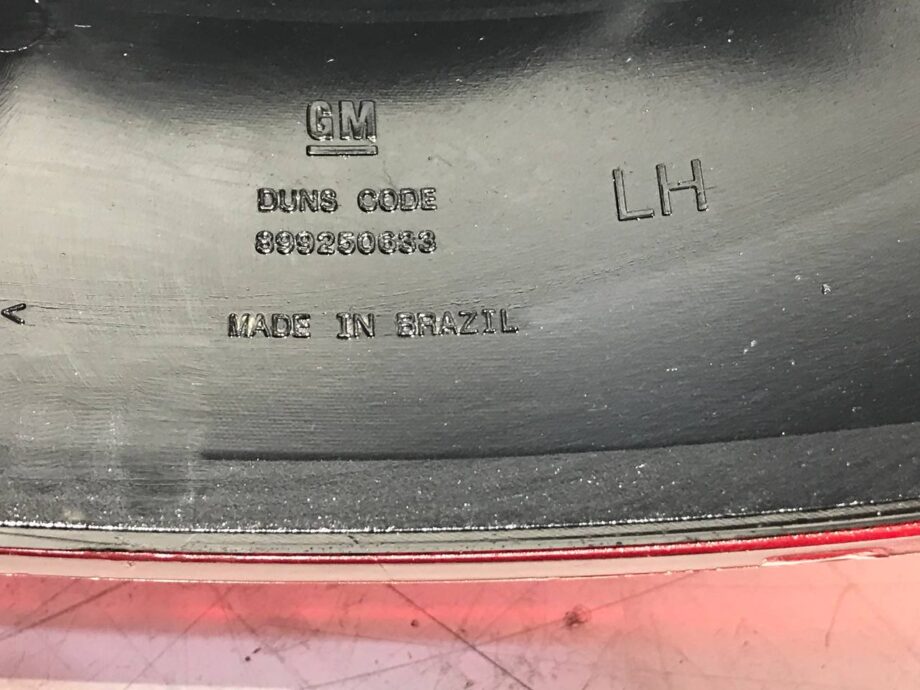 GM
DUNS CODE
899250633
LH
<
MADE IN BRAZIL